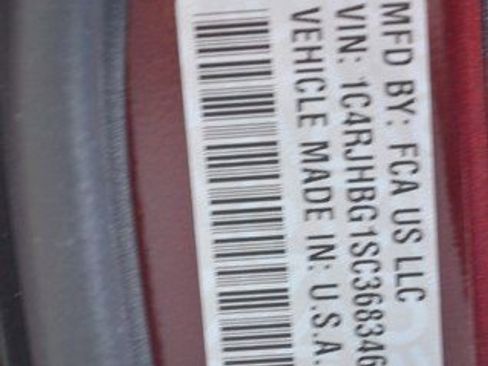 MFD BY: FCA US LLC
VIN: 1C4RJHBG1SC368346
VEHICLE MADE IN: U.S.A.